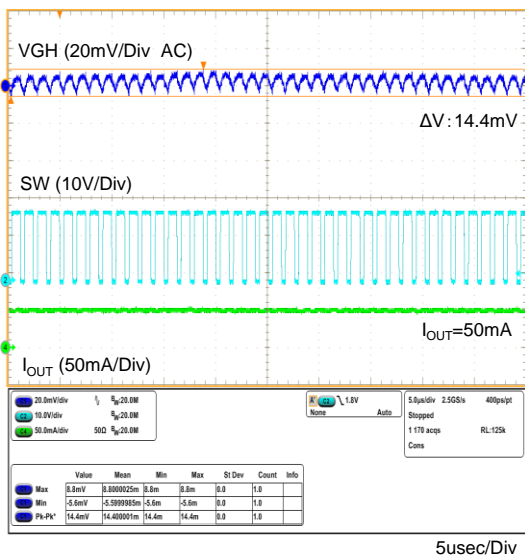 VGH (20mV/Div AC)
ΔV : 14.4mV
SW (10V/Div)
2
IOUT=50mA
4
IOUT (50mA/Div)
20.0mV/div BW:20.0M
C2 10.0V/div BW:20.0M
C4 50.0mA/div 50Ω BW:20.0M
A' C2 1.8V
None Auto
5.0µs/div 2.5GS/s 400ps/pt
Stopped
1 170 acqs RL:125k
Cons
Value Mean Min Max St Dev Count Info
Max 8.8mV 8.8000025m 8.8m 8.8m 0.0 1.0
Min -5.6mV -5.5999985m -5.6m -5.6m 0.0 1.0
Pk-Pk* 14.4mV 14.400001m 14.4m 14.4m 0.0 1.0
5usec/Div